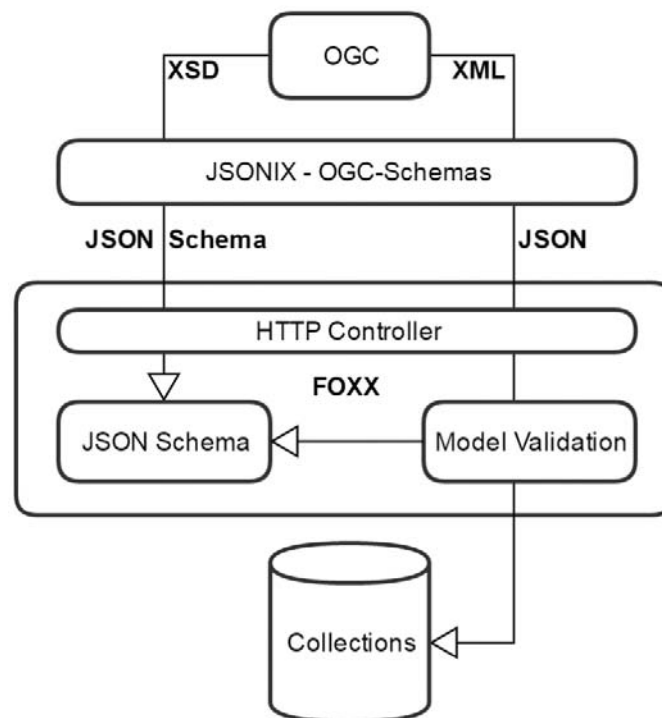 OGC
XSD XML
JSONIX - OGC-Schemas
JSON Schema JSON
HTTP Controller
FOXX
JSON Schema Model Validation
Collections